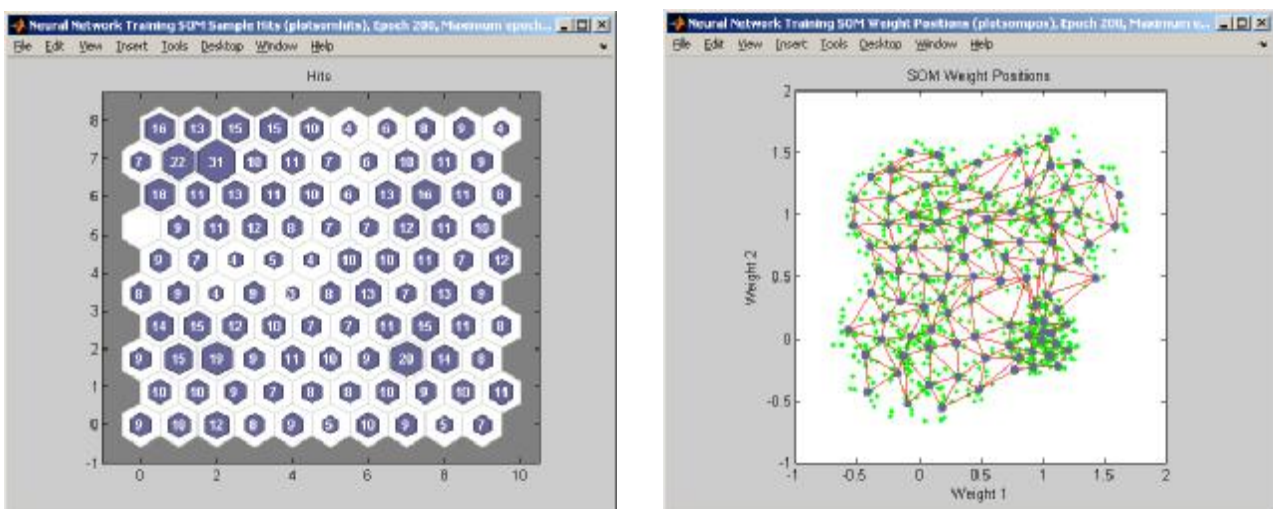 Neural Network Training SOM Sample Hits (plotsomhits), Epoch 200, Maximum epoch...
File Edit View Insert Tools Desktop Window Help
Hits
8
7
6
5
4
3
2
1
0
-1
16 13 15 15 10 4 6 8 9 4
7 22 31 10 11 7 6 10 11 9
18 11 13 11 10 6 13 16 11 8
9 11 12 8 7 7 12 11 10
9 7 4 5 4 10 10 11 7 12
8 9 4 9 3 8 13 7 13 9
14 15 12 10 7 7 11 15 11 8
9 15 19 9 11 10 9 20 14 8
10 10 9 7 8 8 10 9 10 11
9 10 12 8 9 5 10 9 5 7
0 2 4 6 8 10
Neural Network Training SOM Weight Positions (plotsompos), Epoch 200, Maximum e...
File Edit View Insert Tools Desktop Window Help
SOM Weight Positions
2
1.5
1
0.5
0
-0.5
-1
Weight 2
-1 -0.5 0 0.5 1 1.5 2
Weight 1